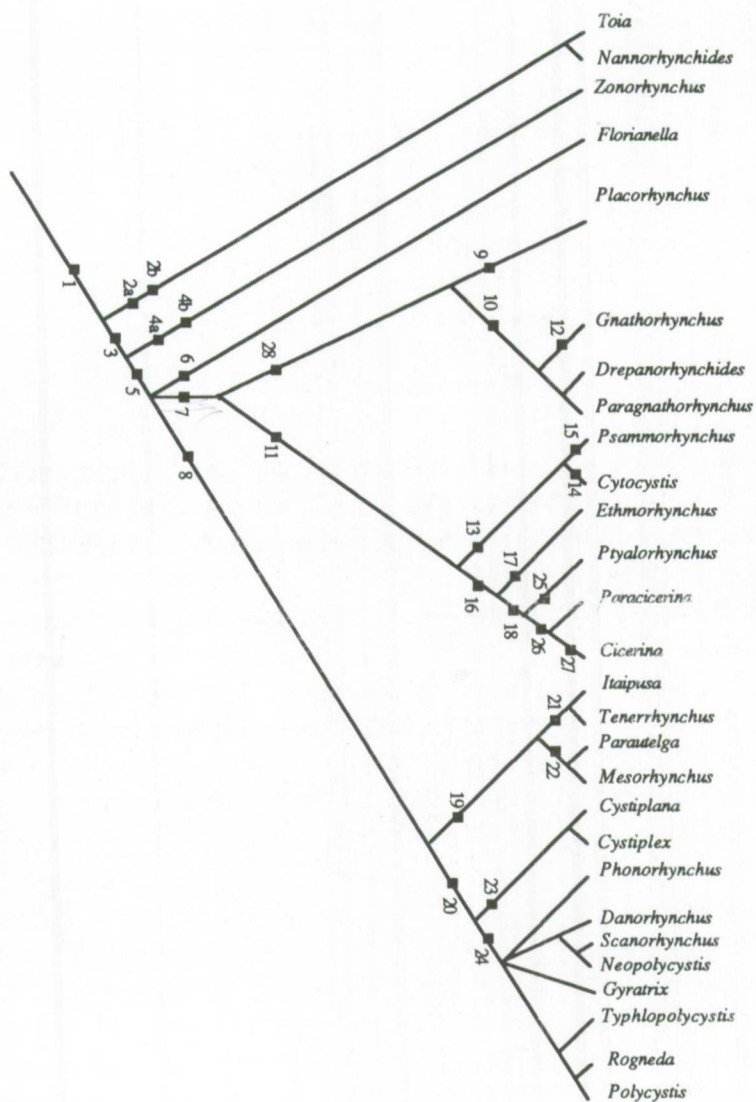 Toia
Nannorhynchides
Zonorhynchus
Florianella
Placorhynchus
Gnathorhynchus
Drepanorhynchides
Paragnathorhynchus
Psammorhynchus
Cytocystis
Ethmorhynchus
Ptyalorhynchus
Paracicerina
Cicerina
Itaipusa
Tenerrhynchus
Parautelga
Mesorhynchus
Cystiplana
Cystiplex
Phonorhynchus
Danorhynchus
Scanorhynchus
Neopolycystis
Gyratrix
Typhlopolycystis
Rogneda
Polycystis
1
2a
2b
3
4a
4b
5
6
7
8
9
10
12
28
11
15
14
13
16
17
18
25
26
27
21
22
19
20
23
24